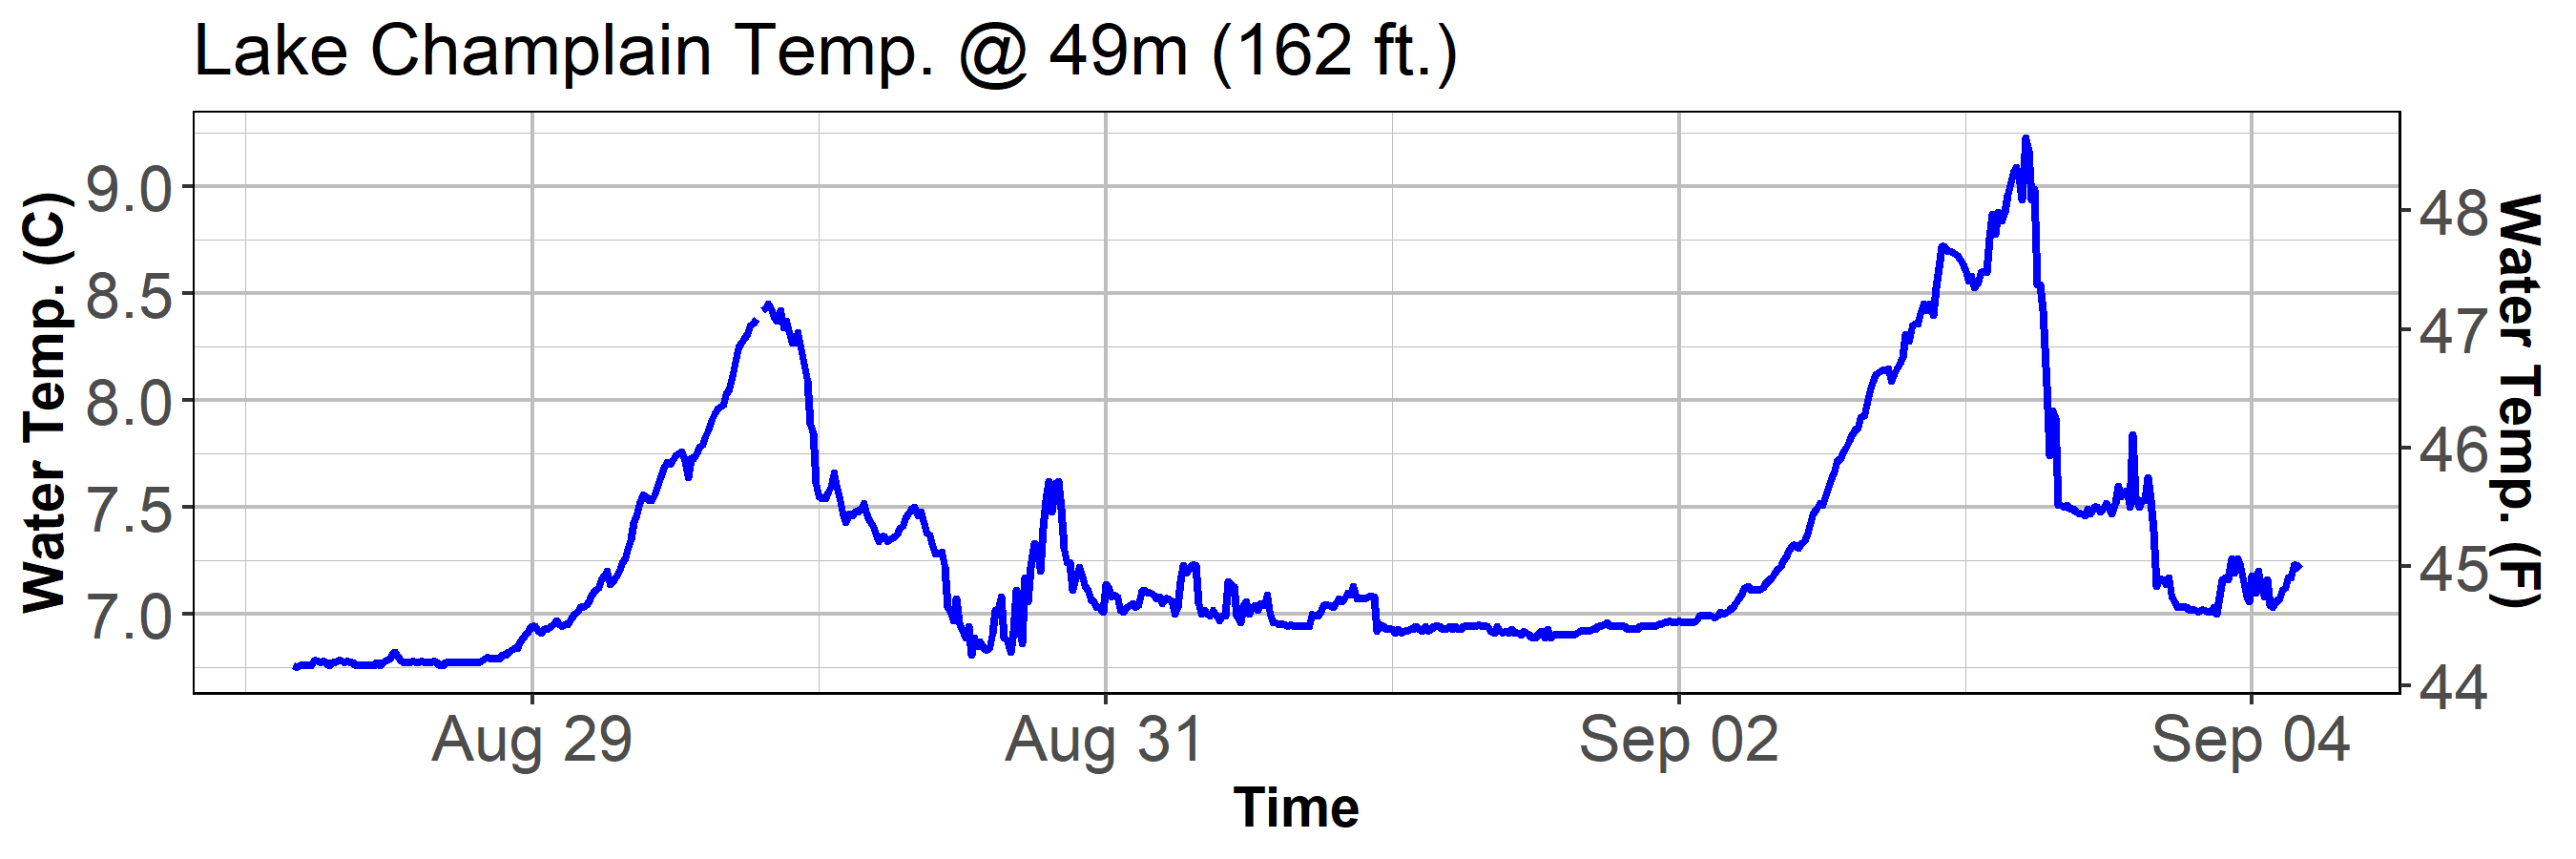 Lake Champlain Temp. @ 49m (162 ft.)
Water Temp. (C)
9.0
8.5
8.0
7.5
7.0
48
47
46
45
44
Water Temp. (F)
Aug 29
Aug 31
Sep 02
Sep 04
Time